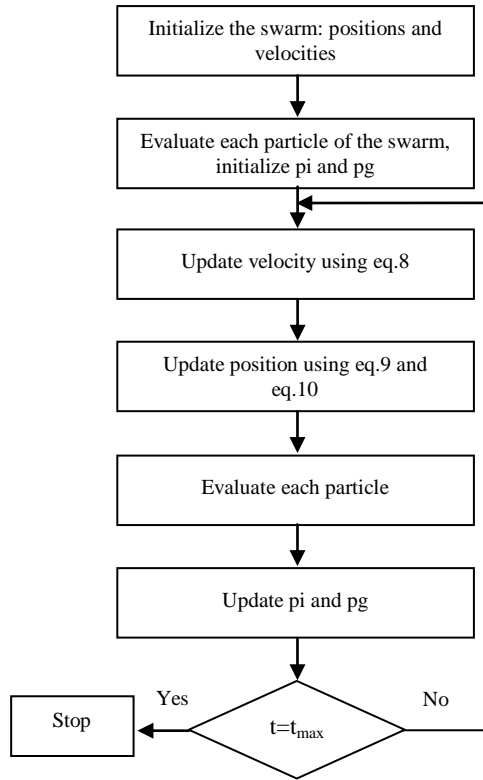 Initialize the swarm: positions and
velocities
Evaluate each particle of the swarm,
initialize pi and pg
Update velocity using eq.8
Update position using eq.9 and
eq.10
Evaluate each particle
Update pi and pg
Yes
No
Stop
t=tmax